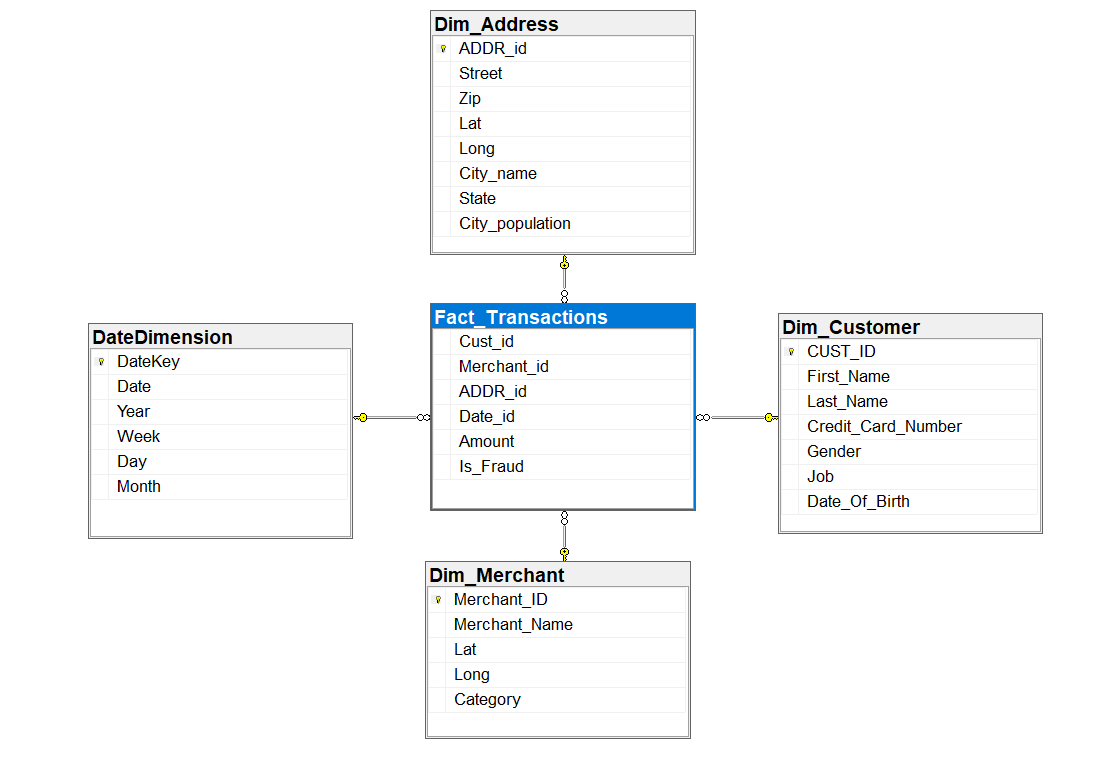 Dim_Address
ADDR_id
Street
Zip
Lat
Long
City_name
State
City_population
DateDimension
DateKey
Date
Year
Week
Day
Month
Fact_Transactions
Cust_id
Merchant_id
ADDR_id
Date_id
Amount
Is_Fraud
Dim_Customer
CUST_ID
First_Name
Last_Name
Credit_Card_Number
Gender
Job
Date_Of_Birth
Dim_Merchant
Merchant_ID
Merchant_Name
Lat
Long
Category